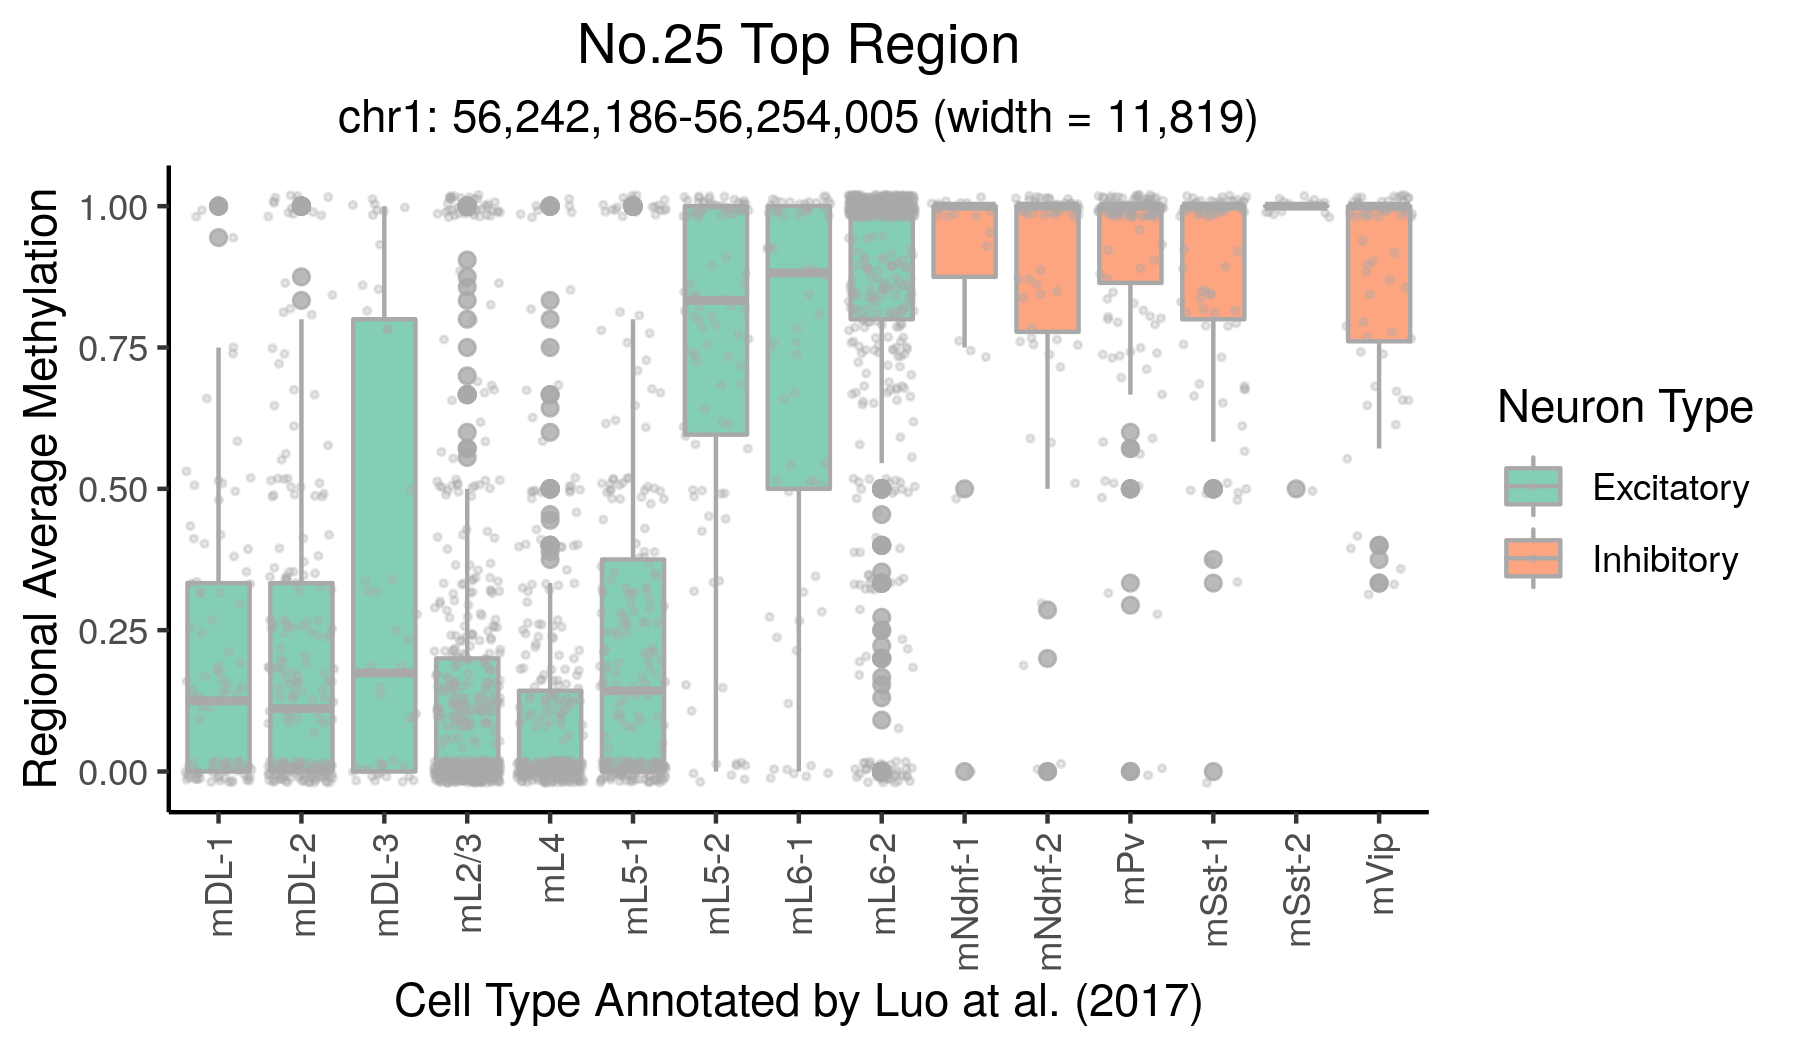 No.25 Top Region
chr1: 56,242,186-56,254,005 (width = 11,819)
Regional Average Methylation
1.00
0.75
0.50
0.25
0.00
mDL-1
mDL-2
mDL-3
mL2/3
mL4
mL5-1
mL5-2
mL6-1
mL6-2
mNdnf-1
mNdnf-2
mPv
mSst-1
mSst-2
mVip
Cell Type Annotated by Luo at al. (2017)
Neuron Type
Excitatory
Inhibitory